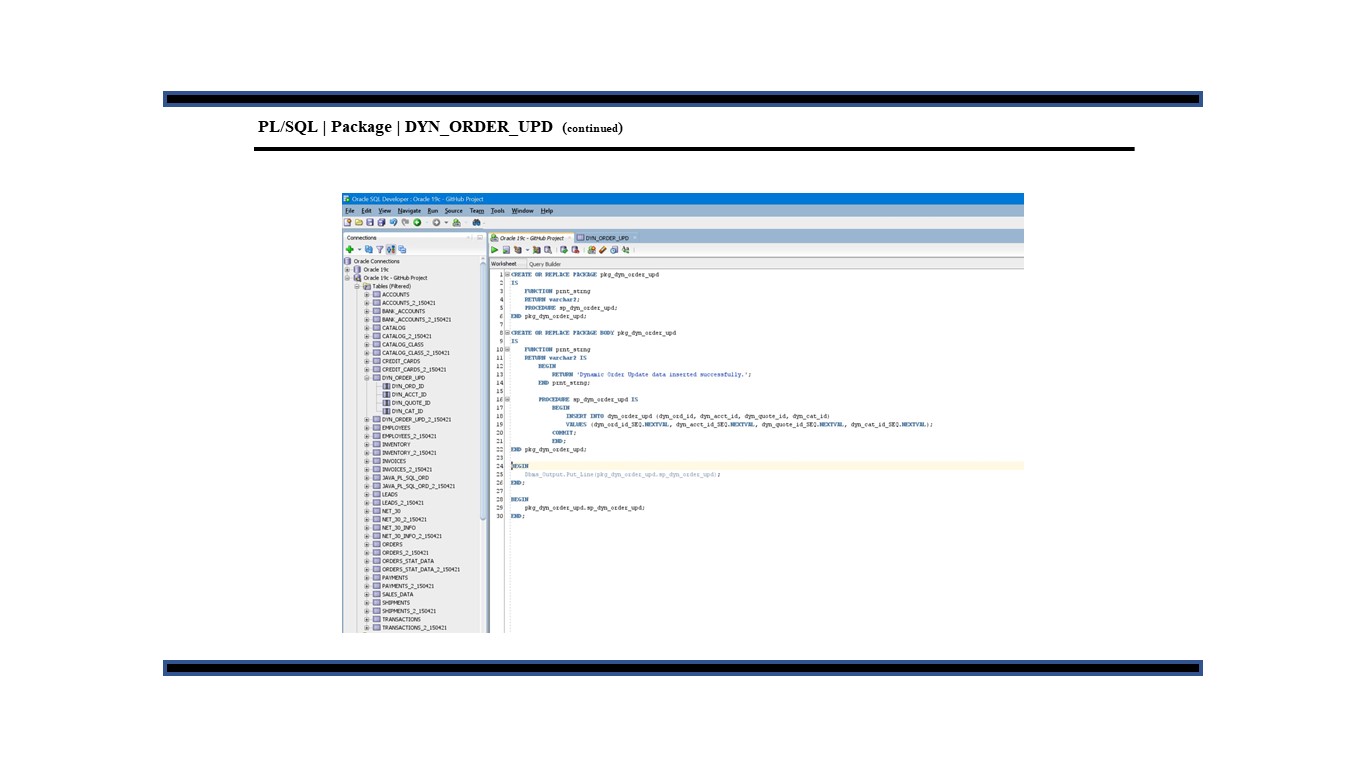 PL/SQL | Package | DYN_ORDER_UPD (continued)
Oracle SQL Developer : Oracle 19c - GitHub Project
File Edit View Navigate Run Source Team Tools Window Help
Connections
Oracle Connections
Oracle 19c
Oracle 19c - GitHub Project
Tables (Filtered)
ACCOUNTS
ACCOUNTS_2_150421
BANK_ACCOUNTS
BANK_ACCOUNTS_2_150421
CATALOG
CATALOG_2_150421
CATALOG_CLASS
CATALOG_CLASS_2_150421
CREDIT_CARDS
CREDIT_CARDS_2_150421
DYN_ORDER_UPD
DYN_ORD_ID
DYN_ACCT_ID
DYN_QUOTE_ID
DYN_CAT_ID
DYN_ORDER_UPD_2_150421
EMPLOYEES
EMPLOYEES_2_150421
INVENTORY
INVENTORY_2_150421
INVOICES
INVOICES_2_150421
JAVA_PL_SQL_ORD
JAVA_PL_SQL_ORD_2_150421
LEADS
LEADS_2_150421
NET_30
NET_30_2_150421
NET_30_INFO
NET_30_INFO_2_150421
ORDERS
ORDERS_2_150421
ORDERS_STAT_DATA
ORDERS_STAT_DATA_2_150421
PAYMENTS
PAYMENTS_2_150421
SALES_DATA
SHIPMENTS
SHIPMENTS_2_150421
TRANSACTIONS
TRANSACTIONS_2_150421
Oracle 19c - GitHub Project DYN_ORDER_UPD
Worksheet Query Builder
1 CREATE OR REPLACE PACKAGE pkg_dyn_order_upd
2 IS
3 FUNCTION prnt_strng
4 RETURN varchar2;
5 PROCEDURE sp_dyn_order_upd;
6 END pkg_dyn_order_upd;
7
8 CREATE OR REPLACE PACKAGE BODY pkg_dyn_order_upd
9 IS
10 FUNCTION prnt_strng
11 RETURN varchar2 IS
12 BEGIN
13 RETURN 'Dynamic Order Update data inserted successfully.';
14 END prnt_strng;
15
16 PROCEDURE sp_dyn_order_upd IS
17 BEGIN
18 INSERT INTO dyn_order_upd (dyn_ord_id, dyn_acct_id, dyn_quote_id, dyn_cat_id)
19 VALUES (dyn_ord_id_SEQ.NEXTVAL, dyn_acct_id_SEQ.NEXTVAL, dyn_quote_id_SEQ.NEXTVAL, dyn_cat_id_SEQ.NEXTVAL);
20 COMMIT;
21 END;
22 END pkg_dyn_order_upd;
23
24 BEGIN
25 Dbms_Output.Put_Line(pkg_dyn_order_upd.sp_dyn_order_upd);
26 END;
27
28 BEGIN
29 pkg_dyn_order_upd.sp_dyn_order_upd;
30 END;